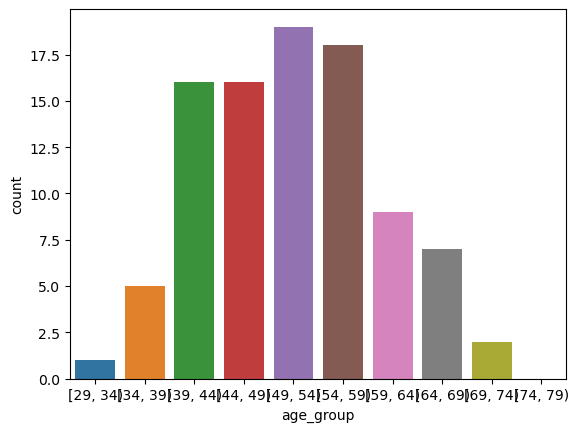 17.5
15.0
12.5
10.0
7.5
5.0
2.5
0.0
count
[29, 34) [34, 39) [39, 44) [44, 49) [49, 54) [54, 59) [59, 64) [64, 69) [69, 74) [74, 79)
age_group